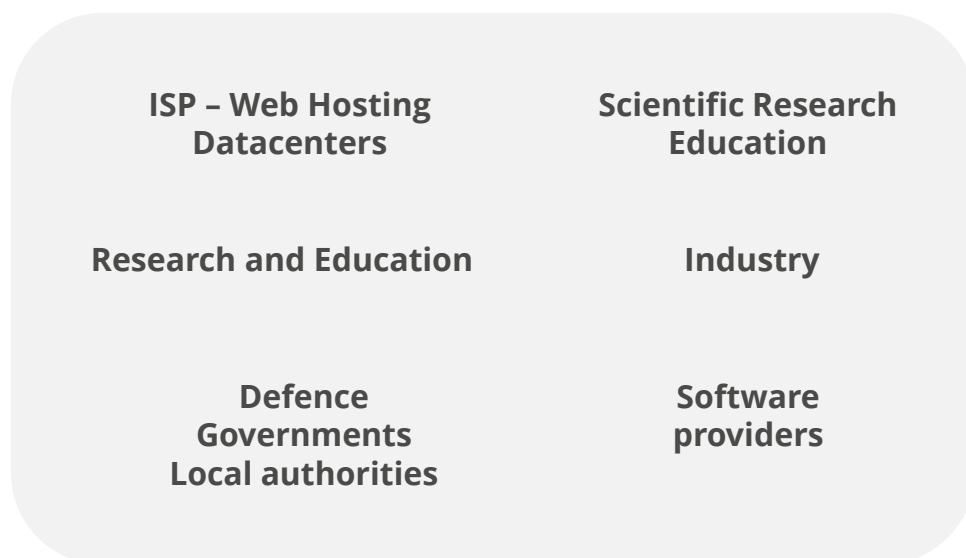 ISP – Web Hosting
Datacenters
Scientific Research
Education
Research and Education
Industry
Defence
Governments
Local authorities
Software
providers